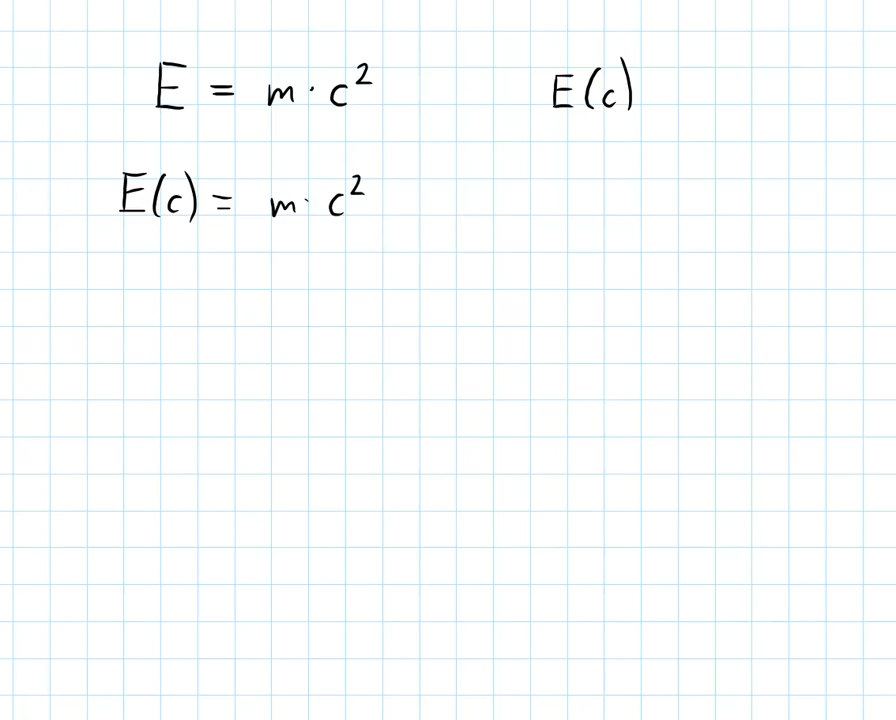 E = m · c²
E(c)
E(c) = m · c²